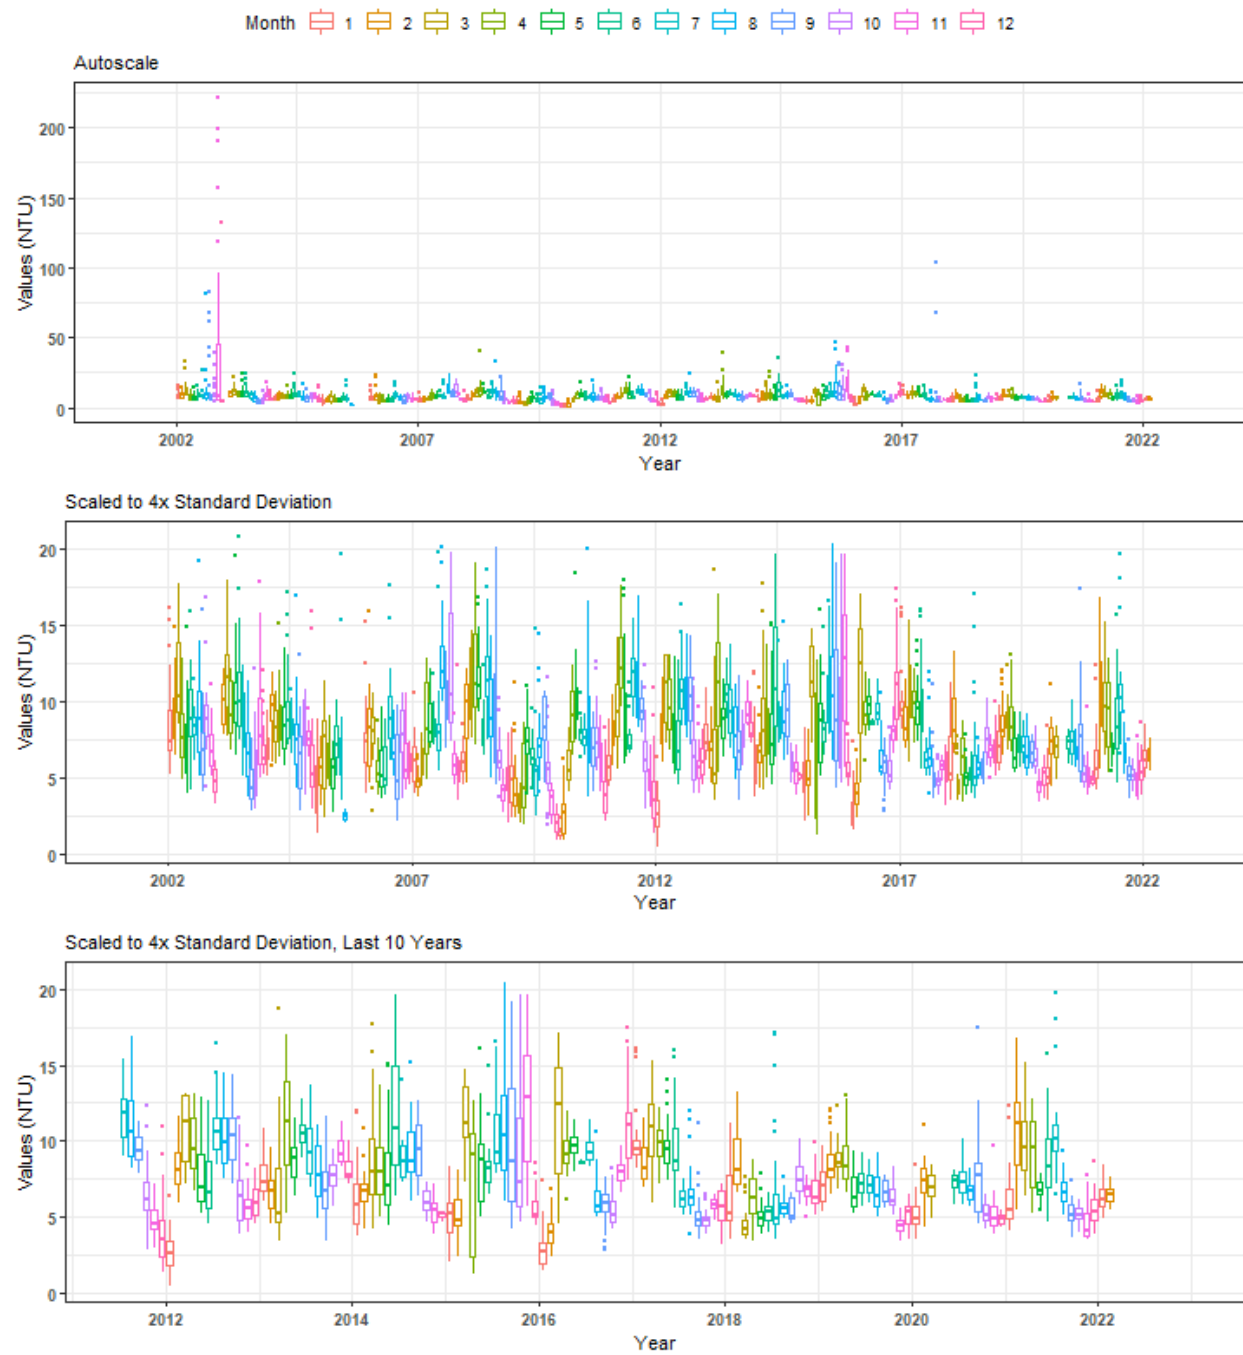 Month 1 2 3 4 5 6 7 8 9 10 11 12
Autoscale
200
150
100
50
0
Values (NTU)
2002 2007 2012 2017 2022
Year
Scaled to 4x Standard Deviation
20
15
10
5
0
Values (NTU)
2002 2007 2012 2017 2022
Year
Scaled to 4x Standard Deviation, Last 10 Years
20
15
10
5
0
Values (NTU)
2012 2014 2016 2018 2020 2022
Year